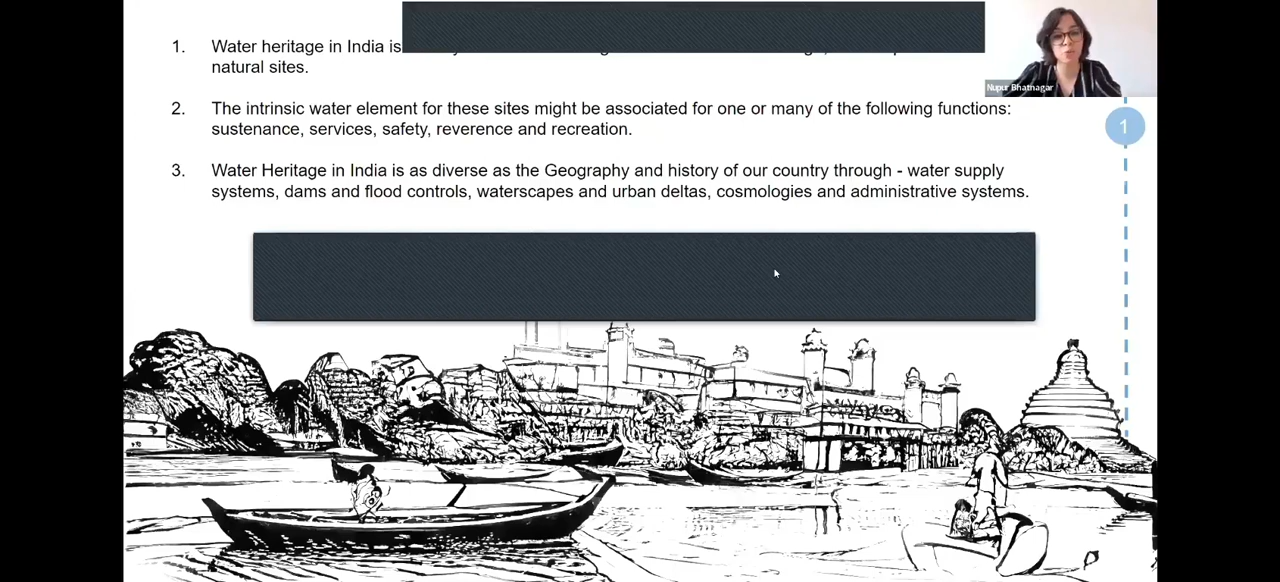 1. Water heritage in India is
natural sites.
Nupur Bhatnagar
2. The intrinsic water element for these sites might be associated for one or many of the following functions:
sustenance, services, safety, reverence and recreation.
1
3. Water Heritage in India is as diverse as the Geography and history of our country through - water supply
systems, dams and flood controls, waterscapes and urban deltas, cosmologies and administrative systems.